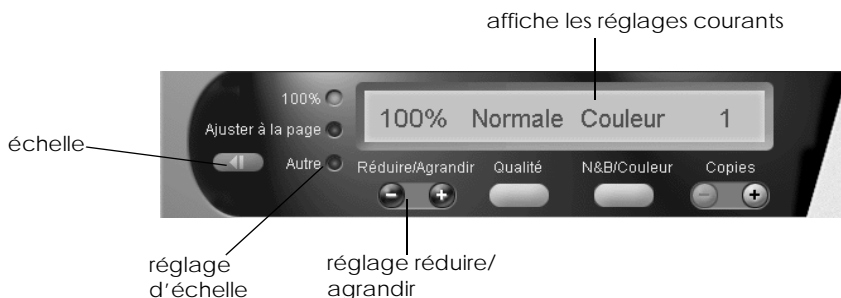 affiche les réglages courants
100%
Ajuster à la page
Autre
100% Normale Couleur 1
échelle
Réduire/Agrandir Qualité N&B/Couleur Copies
réglage
d'échelle
réglage réduire/
agrandir